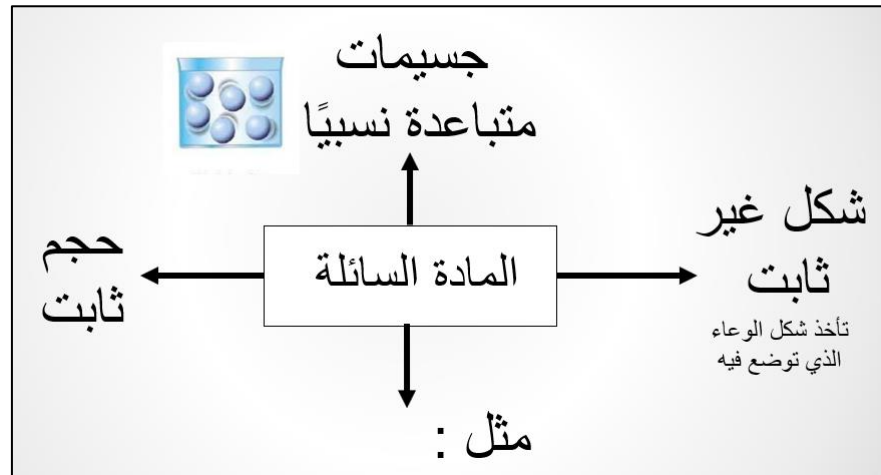 جسيمات
متباعدة نسبيًا
شكل غير
ثابت
تأخذ شكل الوعاء
الذي توضع فيه
المادة السائلة
حجم
ثابت
مثل :